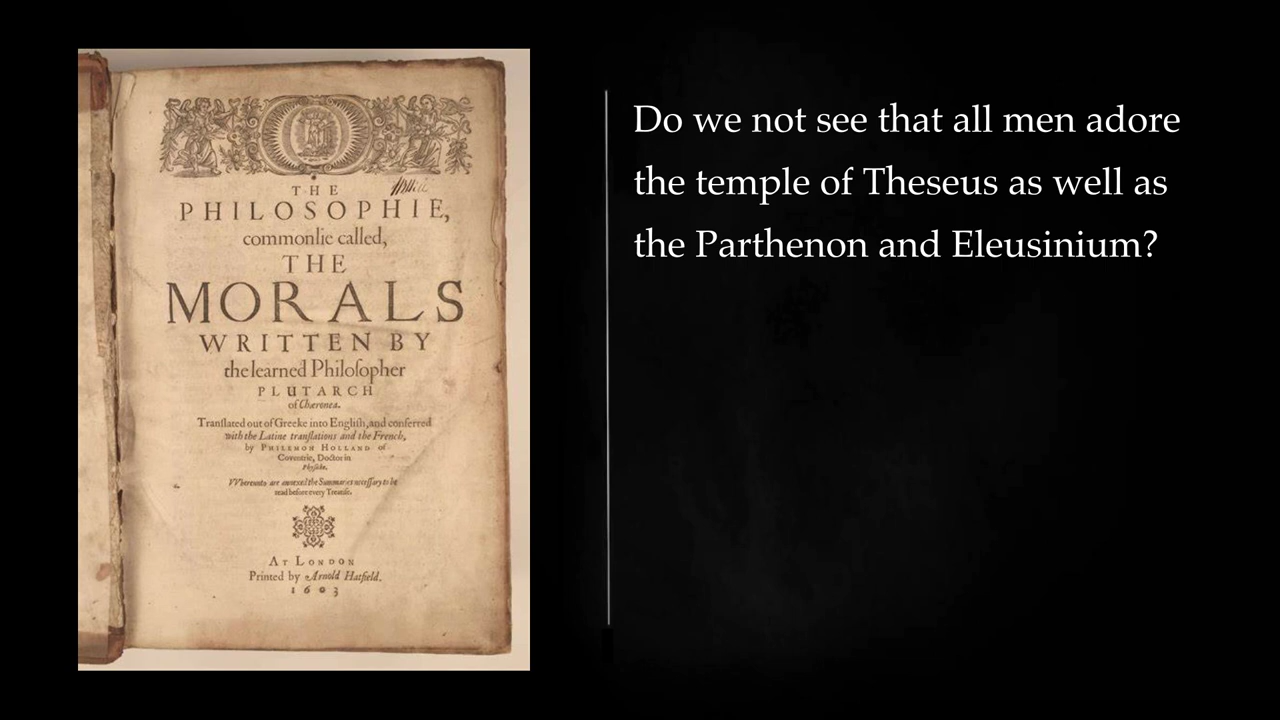 THE
PHILOSOPHIE,
commonlie called,
THE
MORALS
WRITTEN BY
the learned Philoſopher
PLUTARCH
of Chæronea.
Tranſlated out of Greeke into Engliſh, and conferred
with the Latine tranſlations and the French,
by PHILEMON HOLLAND of
Coventrie, Doctor in
Phyſicke.
VVhereunto are annexed the Summaries neceſſary to be
read before every Treatiſe.
AT LONDON
Printed by Arnold Hatfield.
1603
Do we not see that all men adore
the temple of Theseus as well as
the Parthenon and Eleusinium?